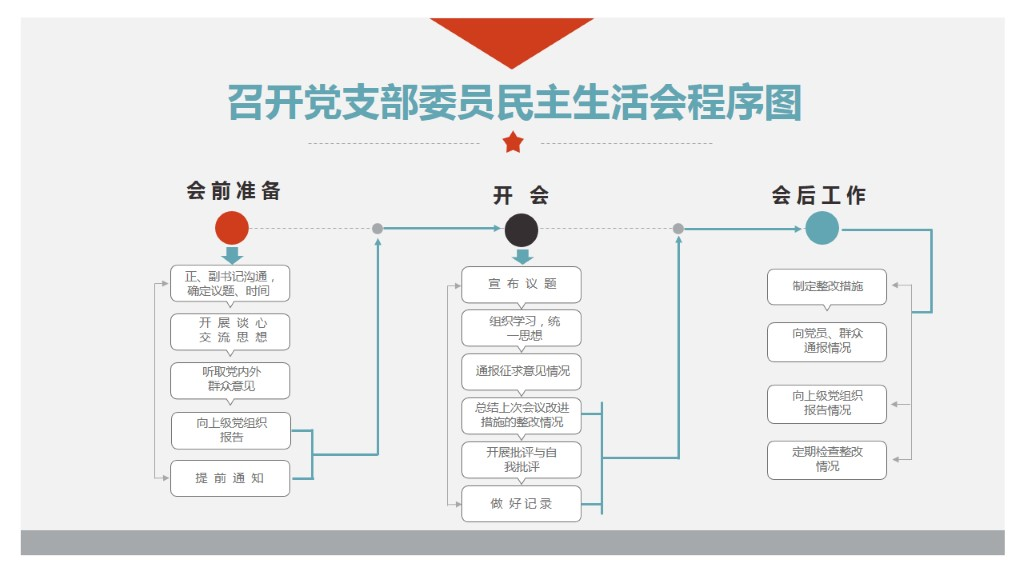 召开党支部委员民主生活会程序图
会前准备
正、副书记沟通，
确定议题、时间
开展谈心
交流思想
听取党内外
群众意见
向上级党组织
报告
提前通知
开 会
宣布议题
组织学习，统
一思想
通报征求意见情况
总结上次会议改进
措施的整改情况
开展批评与自
我批评
做好记录
会后工作
制定整改措施
向党员、群众
通报情况
向上级党组织
报告情况
定期检查整改
情况